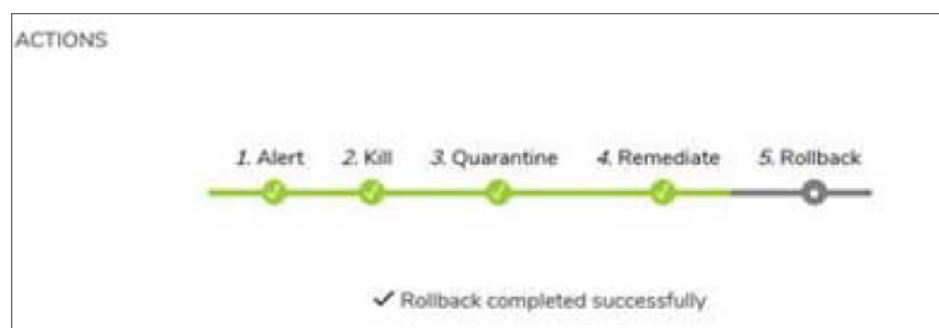 ACTIONS
1. Alert 2. Kill 3. Quarantine 4. Remediate 5. Rollback
Rollback completed successfully